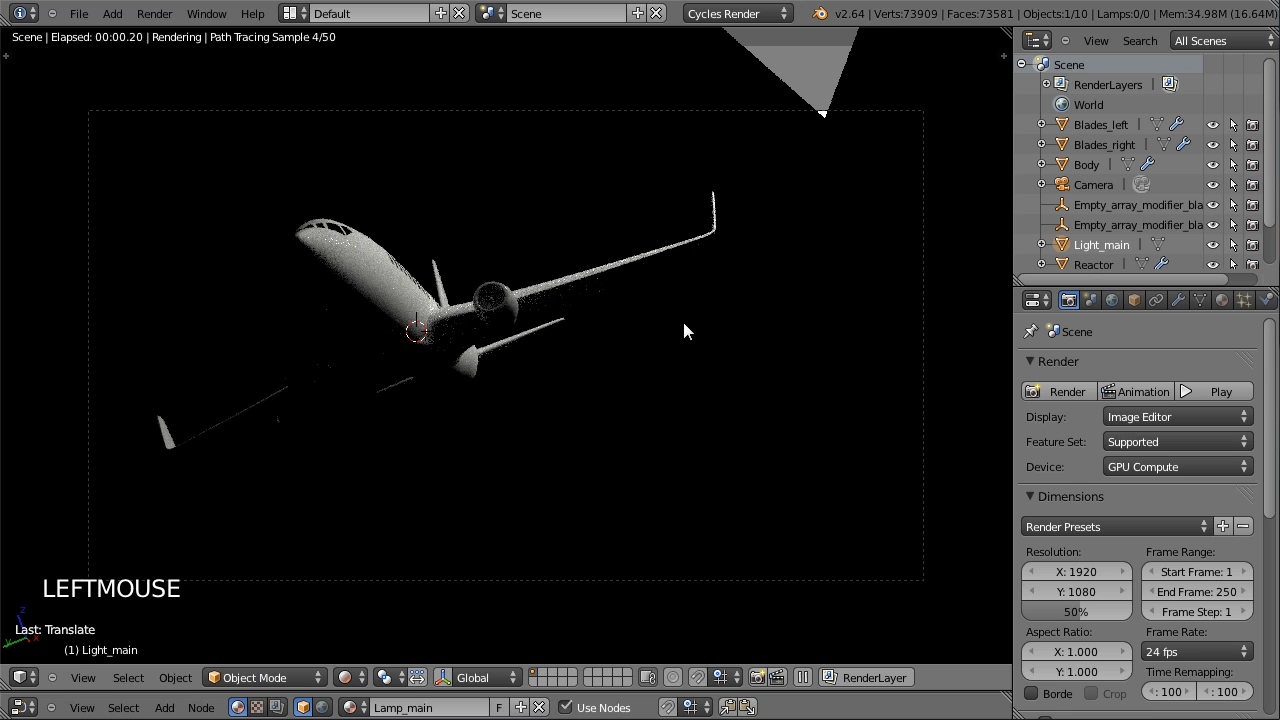 File Add Render Window Help Default Scene Cycles Render v2.64 | Verts:73909 | Faces:73581 | Objects:1/10 | Lamps:0/0 | Mem:34.98M (16.64M)
Scene | Elapsed: 00:00.20 | Rendering | Path Tracing Sample 4/50
View Search All Scenes
Scene
RenderLayers
World
Blades_left
Blades_right
Body
Camera
Empty_array_modifier_bla
Empty_array_modifier_bla
Light_main
Reactor
Scene
Render
Render Animation Play
Display: Image Editor
Feature Set: Supported
Device: GPU Compute
Dimensions
Render Presets
Resolution: Frame Range:
X: 1920 Start Frame: 1
Y: 1080 End Frame: 250
50% Frame Step: 1
Aspect Ratio: Frame Rate:
X: 1.000 24 fps
Y: 1.000 Time Remapping:
Borde Crop : 100 : 100
LEFTMOUSE
z
y x
Last: Translate
(1) Light_main
View Select Object Object Mode Global RenderLayer
View Select Add Node Lamp_main F Use Nodes